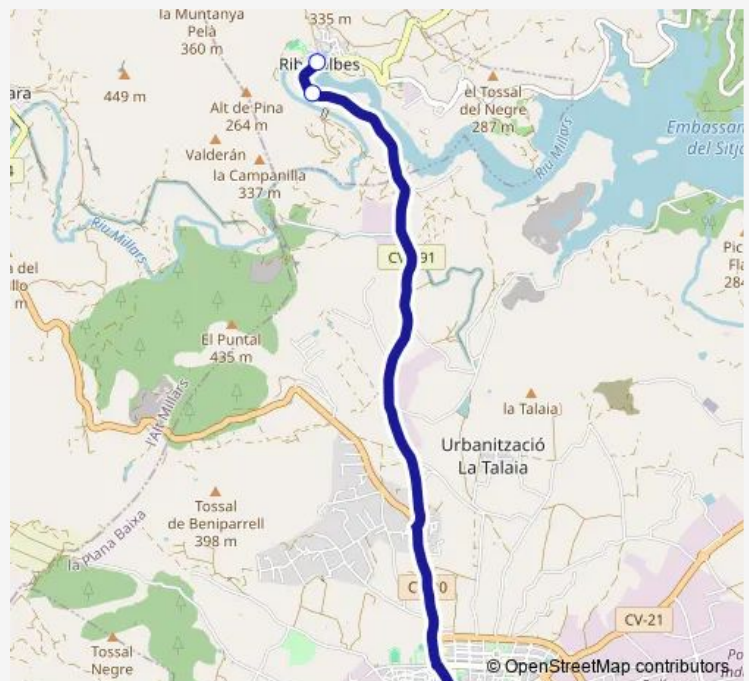 la Muntanya
Pelà
360 m
335 m
449 m
Alt de Pina
264 m
el Tossal
del Negre
287 m
Embassam
del Sitja
Valderán
la Campanilla
337 m
Riu Millars
Riu Millars
El Puntal
435 m
l'Alt Millars
la Talaia
Urbanització
La Talaia
Tossal
de Beniparrell
398 m
la Plana Baixa
CV-21
Tossal
Negre
© OpenStreetMap contributors